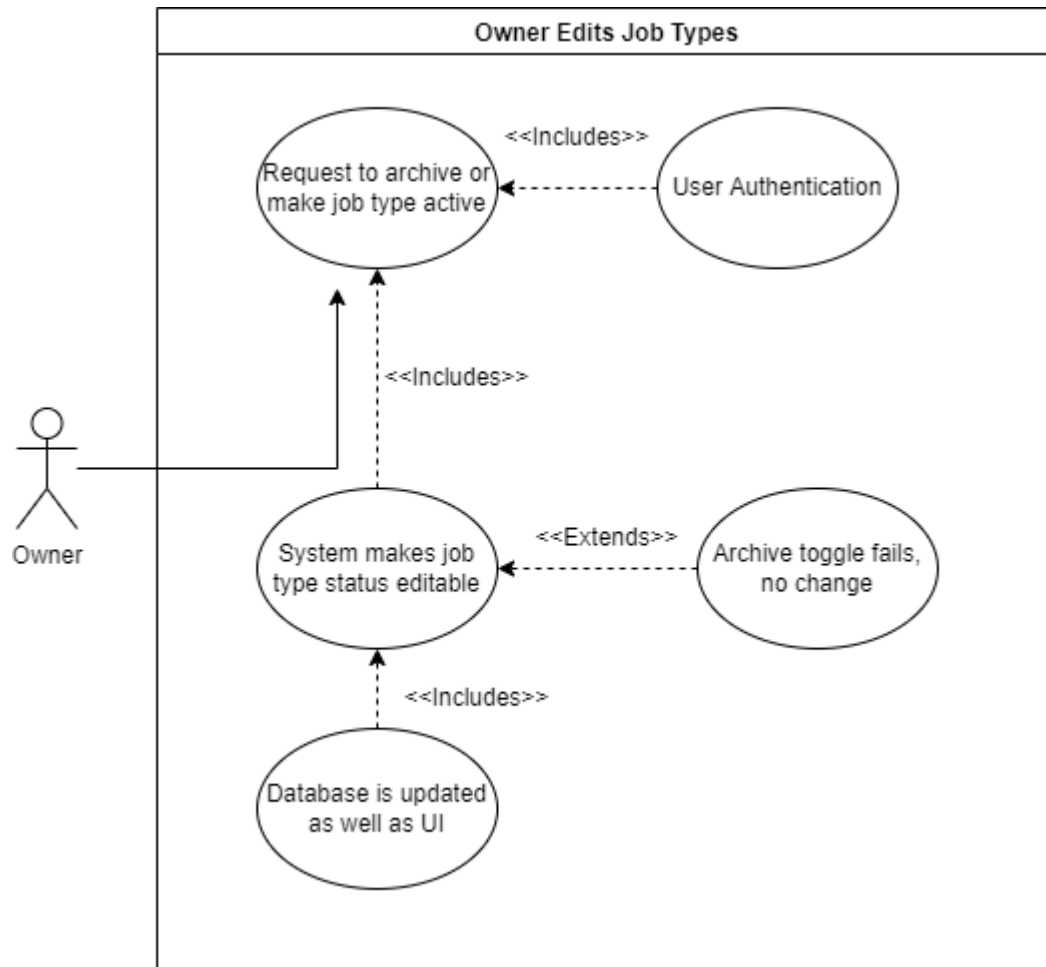 Owner Edits Job Types
<<Includes>>
Request to archive or
make job type active
User Authentication
<<Includes>>
Owner
System makes job
type status editable
<<Extends>>
Archive toggle fails,
no change
<<Includes>>
Database is updated
as well as UI